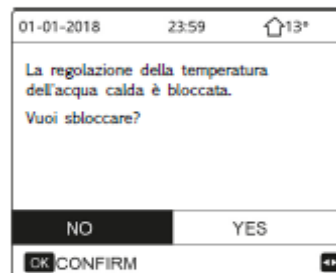 01-01-2018 23:59 13°
La regolazione della temperatura
dell'acqua calda è bloccata.
Vuoi sbloccare?
NO YES
OK CONFIRM